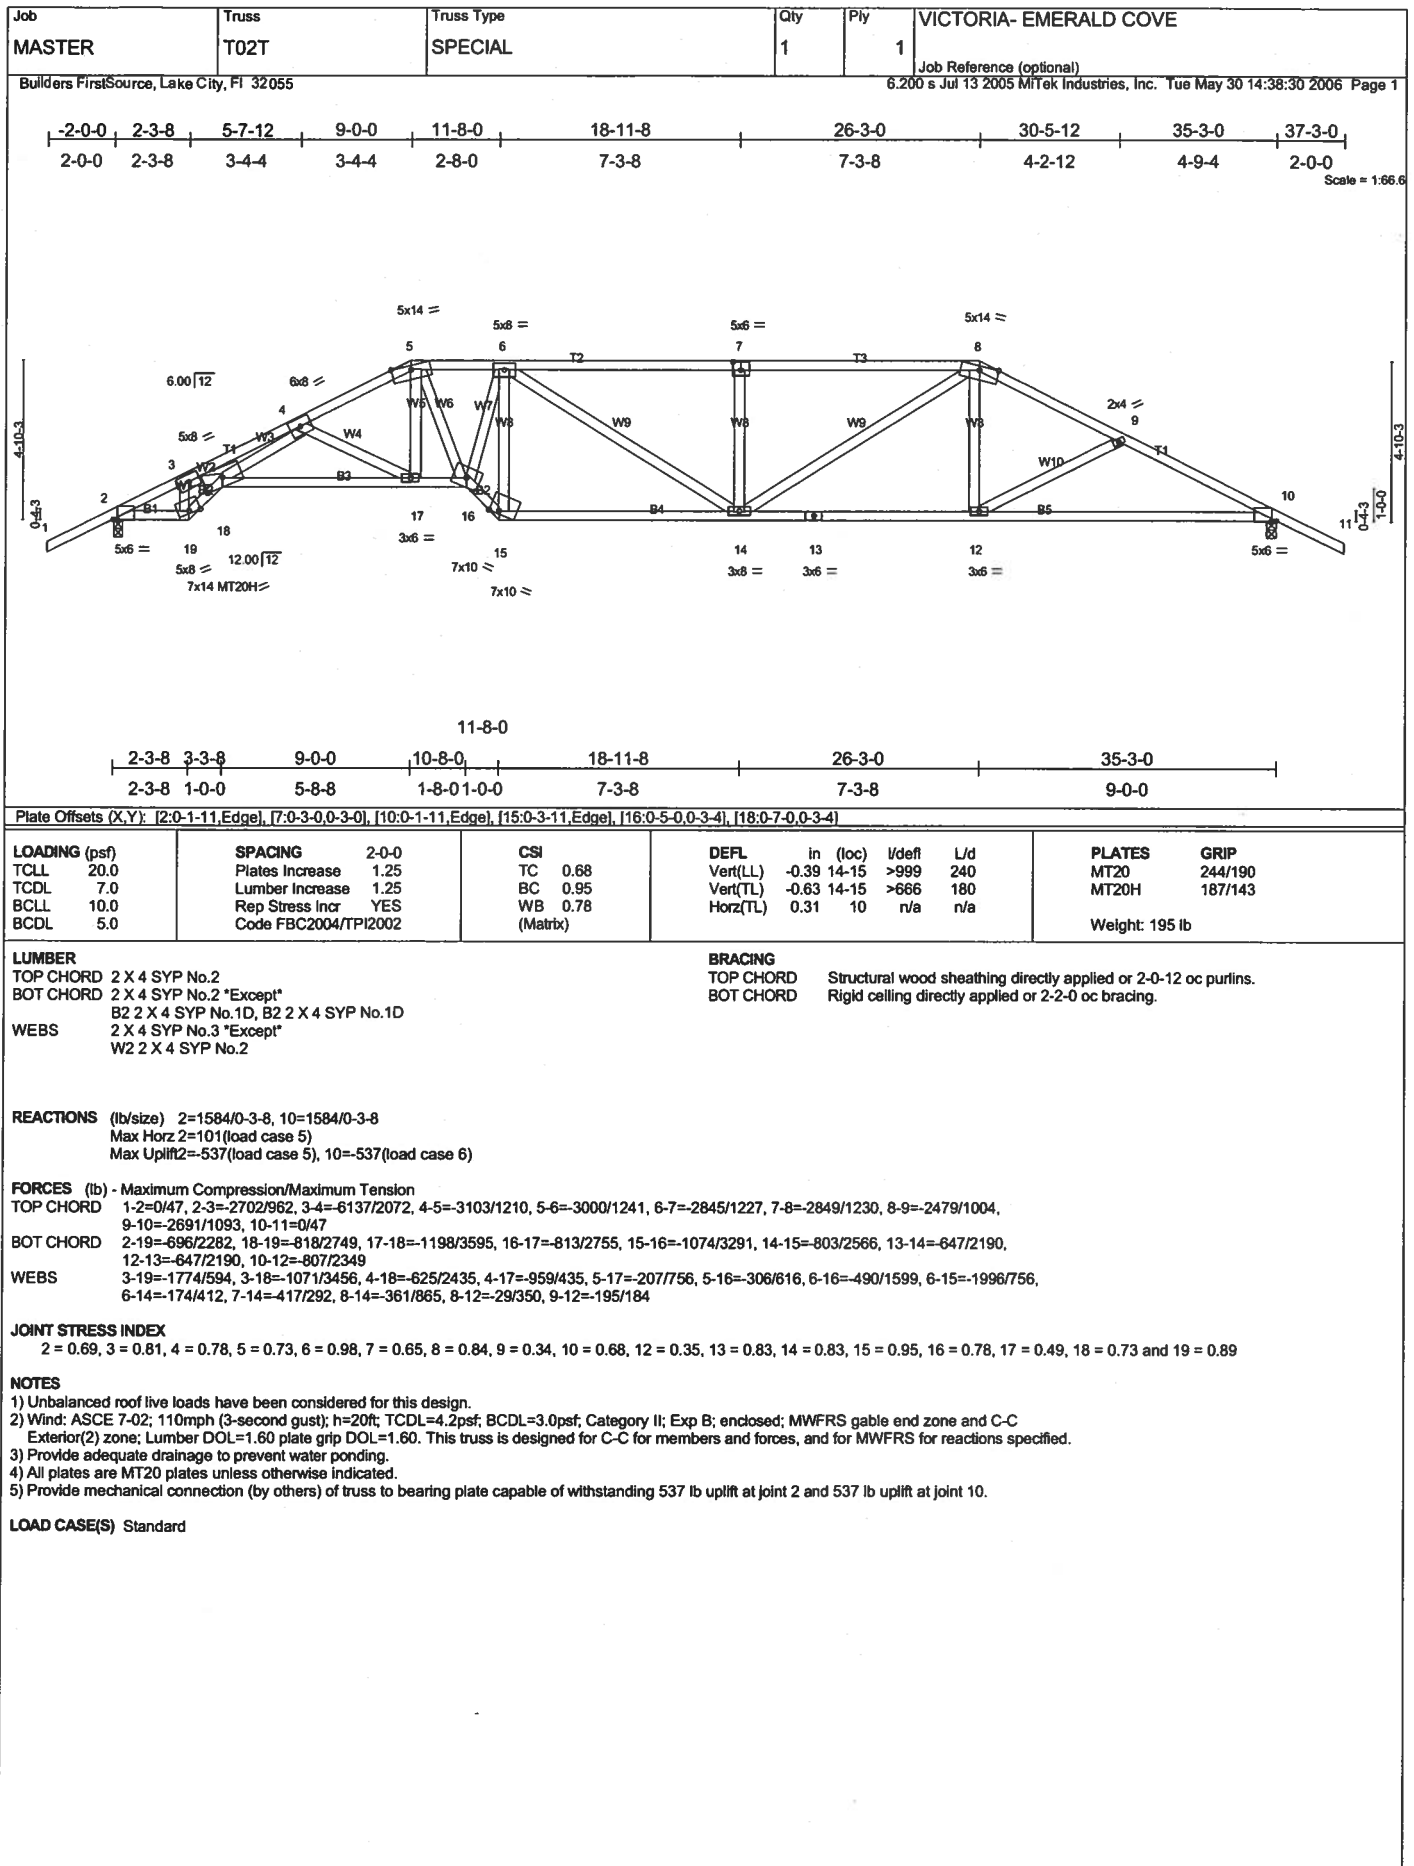 Job Truss Truss Type Qty Ply VICTORIA- EMERALD COVE
MASTER T02T SPECIAL 1 1
Job Reference (optional)
Builders FirstSource, Lake City, Fl 32055 6.200 s Jul 13 2005 MiTek Industries, Inc. Tue May 30 14:38:30 2006 Page 1
-2-0-0 2-3-8 5-7-12 9-0-0 11-8-0 18-11-8 26-3-0 30-5-12 35-3-0 37-3-0
2-0-0 2-3-8 3-4-4 3-4-4 2-8-0 7-3-8 7-3-8 4-2-12 4-9-4 2-0-0
Scale = 1:66.6
5x14 = 5x8 = 5x6 = 5x14 =
5 6 7 8
T2 T3
6.00 12 6x8 =
4 W5 W6 W7 W8 W9 W8 W9 W3 2x4 =
9
5x8 = W3 W4
T1 W10 T1
3 W2
4-10-3 4-10-3
2 W1 B2 B3 B2 10
0-4-3 B1 B4 B5 0-4-3 1-0-0
1 11
18 17 16
5x6 = 19 12.00 12 3x6 = 15 14 13 12 5x6 =
5x8 = 7x10 = 3x8 = 3x6 = 3x6 =
7x14 MT20H=
7x10 =
11-8-0
2-3-8 3-3-8 9-0-0 10-8-0 18-11-8 26-3-0 35-3-0
2-3-8 1-0-0 5-8-8 1-8-0 1-0-0 7-3-8 7-3-8 9-0-0
Plate Offsets (X,Y): [2:0-1-11,Edge], [7:0-3-0,0-3-0], [10:0-1-11,Edge], [15:0-3-11,Edge], [16:0-5-0,0-3-4], [18:0-7-0,0-3-4]
LOADING (psf) SPACING 2-0-0 CSI DEFL in (loc) l/defl L/d PLATES GRIP
TCLL 20.0 Plates Increase 1.25 TC 0.68 Vert(LL) -0.39 14-15 >999 240 MT20 244/190
TCDL 7.0 Lumber Increase 1.25 BC 0.95 Vert(TL) -0.63 14-15 >666 180 MT20H 187/143
BCLL 10.0 Rep Stress Incr YES WB 0.78 Horz(TL) 0.31 10 n/a n/a
BCDL 5.0 Code FBC2004/TPI2002 (Matrix) Weight: 195 lb
LUMBER BRACING
TOP CHORD 2 X 4 SYP No.2 TOP CHORD Structural wood sheathing directly applied or 2-0-12 oc purlins.
BOT CHORD 2 X 4 SYP No.2 *Except* BOT CHORD Rigid ceiling directly applied or 2-2-0 oc bracing.
B2 2 X 4 SYP No.1D, B2 2 X 4 SYP No.1D
WEBS 2 X 4 SYP No.3 *Except*
W2 2 X 4 SYP No.2
REACTIONS (lb/size) 2=1584/0-3-8, 10=1584/0-3-8
Max Horz 2=101(load case 5)
Max Uplift2=-537(load case 5), 10=-537(load case 6)
FORCES (lb) - Maximum Compression/Maximum Tension
TOP CHORD 1-2=0/47, 2-3=-2702/962, 3-4=-6137/2072, 4-5=-3103/1210, 5-6=-3000/1241, 6-7=-2845/1227, 7-8=-2849/1230, 8-9=-2479/1004,
9-10=-2691/1093, 10-11=0/47
BOT CHORD 2-19=-696/2282, 18-19=-818/2749, 17-18=-1198/3595, 16-17=-813/2755, 15-16=-1074/3291, 14-15=-803/2566, 13-14=-647/2190,
12-13=-647/2190, 10-12=-807/2349
WEBS 3-19=-1774/594, 3-18=-1071/3456, 4-18=-625/2435, 4-17=-959/435, 5-17=-207/756, 5-16=-306/616, 6-16=-490/1599, 6-15=-1996/756,
6-14=-174/412, 7-14=-417/292, 8-14=-361/865, 8-12=-29/350, 9-12=-195/184
JOINT STRESS INDEX
2 = 0.69, 3 = 0.81, 4 = 0.78, 5 = 0.73, 6 = 0.98, 7 = 0.65, 8 = 0.84, 9 = 0.34, 10 = 0.68, 12 = 0.35, 13 = 0.83, 14 = 0.83, 15 = 0.95, 16 = 0.78, 17 = 0.49, 18 = 0.73 and 19 = 0.89
NOTES
1) Unbalanced roof live loads have been considered for this design.
2) Wind: ASCE 7-02; 110mph (3-second gust); h=20ft; TCDL=4.2psf; BCDL=3.0psf; Category II; Exp B; enclosed; MWFRS gable end zone and C-C
Exterior(2) zone; Lumber DOL=1.60 plate grip DOL=1.60. This truss is designed for C-C for members and forces, and for MWFRS for reactions specified.
3) Provide adequate drainage to prevent water ponding.
4) All plates are MT20 plates unless otherwise indicated.
5) Provide mechanical connection (by others) of truss to bearing plate capable of withstanding 537 lb uplift at joint 2 and 537 lb uplift at joint 10.
LOAD CASE(S) Standard